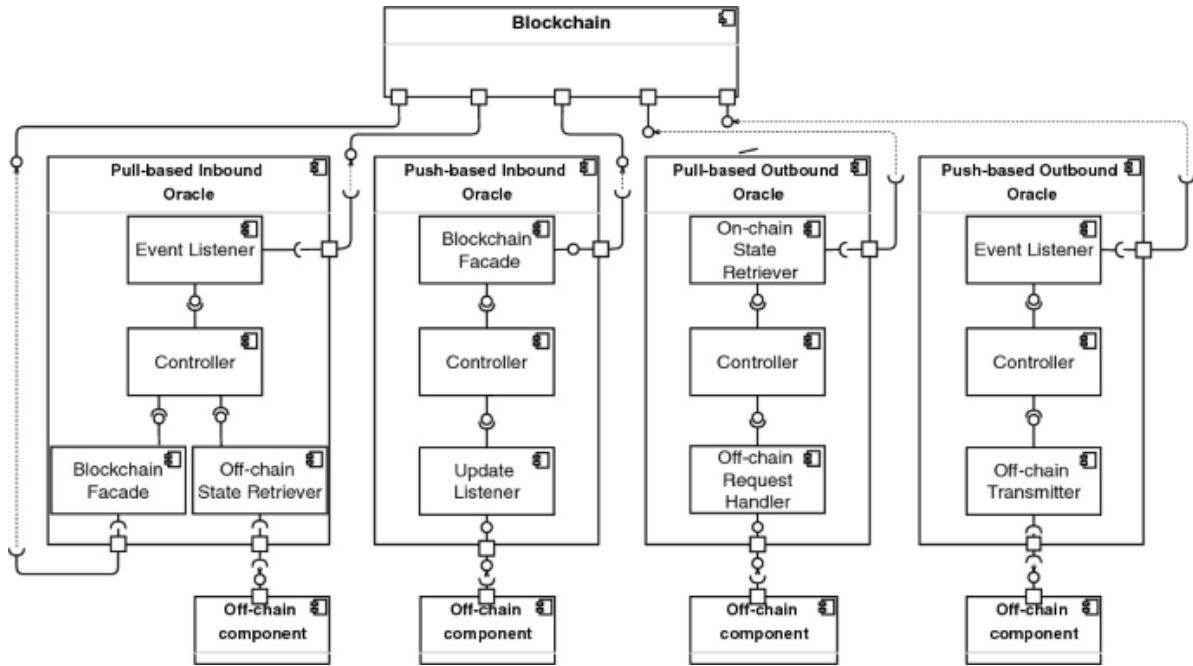 Blockchain
Pull-based Inbound
Oracle
Event Listener
Controller
Blockchain
Facade
Off-chain
State Retriever
Off-chain
component
Push-based Inbound
Oracle
Blockchain
Facade
Controller
Update
Listener
Off-chain
component
Pull-based Outbound
Oracle
On-chain
State
Retriever
Controller
Off-chain
Request
Handler
Off-chain
component
Push-based Outbound
Oracle
Event Listener
Controller
Off-chain
Transmitter
Off-chain
component